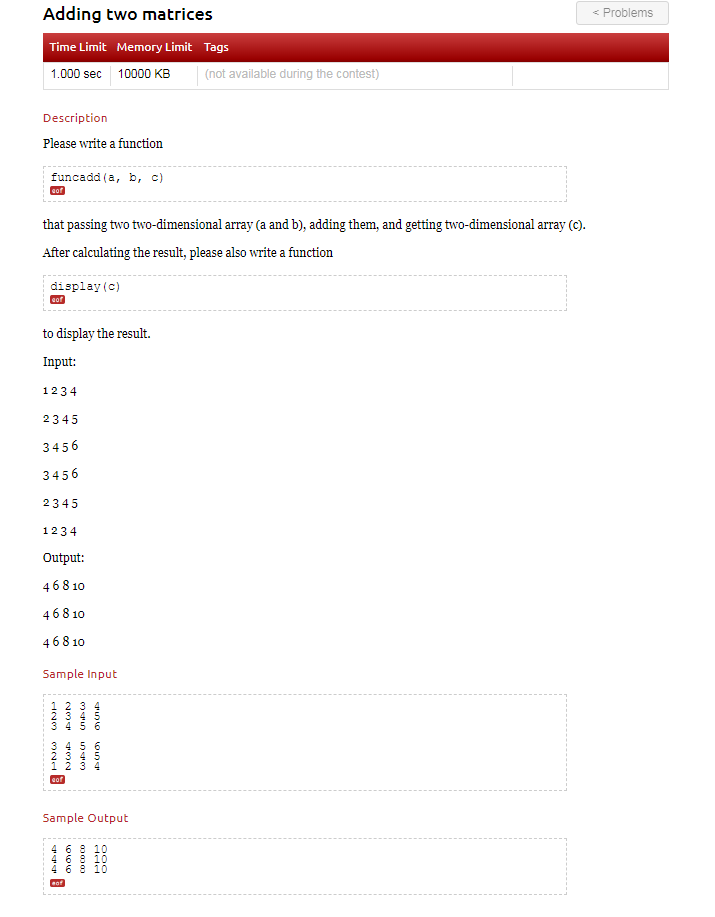 Adding two matrices
< Problems
Time Limit Memory Limit Tags
1.000 sec 10000 KB (not available during the contest)
Description
Please write a function
funcadd(a, b, c)
eof
that passing two two-dimensional array (a and b), adding them, and getting two-dimensional array (c).
After calculating the result, please also write a function
display(c)
eof
to display the result.
Input:
1 2 3 4
2 3 4 5
3 4 5 6
3 4 5 6
2 3 4 5
1 2 3 4
Output:
4 6 8 10
4 6 8 10
4 6 8 10
Sample Input
1 2 3 4
2 3 4 5
3 4 5 6
3 4 5 6
2 3 4 5
1 2 3 4
eof
Sample Output
4 6 8 10
4 6 8 10
4 6 8 10
eof